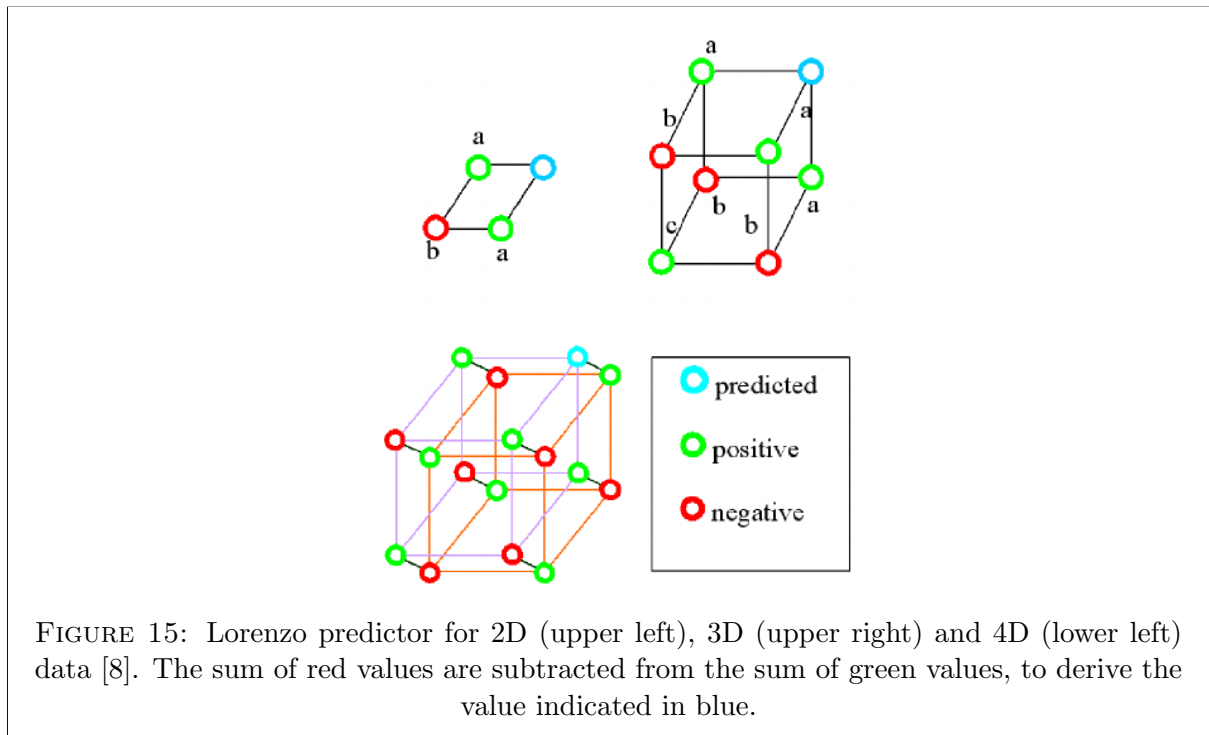 a
a
b
a
b
a
b
a
c
b
predicted
positive
negative
FIGURE 15: Lorenzo predictor for 2D (upper left), 3D (upper right) and 4D (lower left)
data [8]. The sum of red values are subtracted from the sum of green values, to derive the
value indicated in blue.